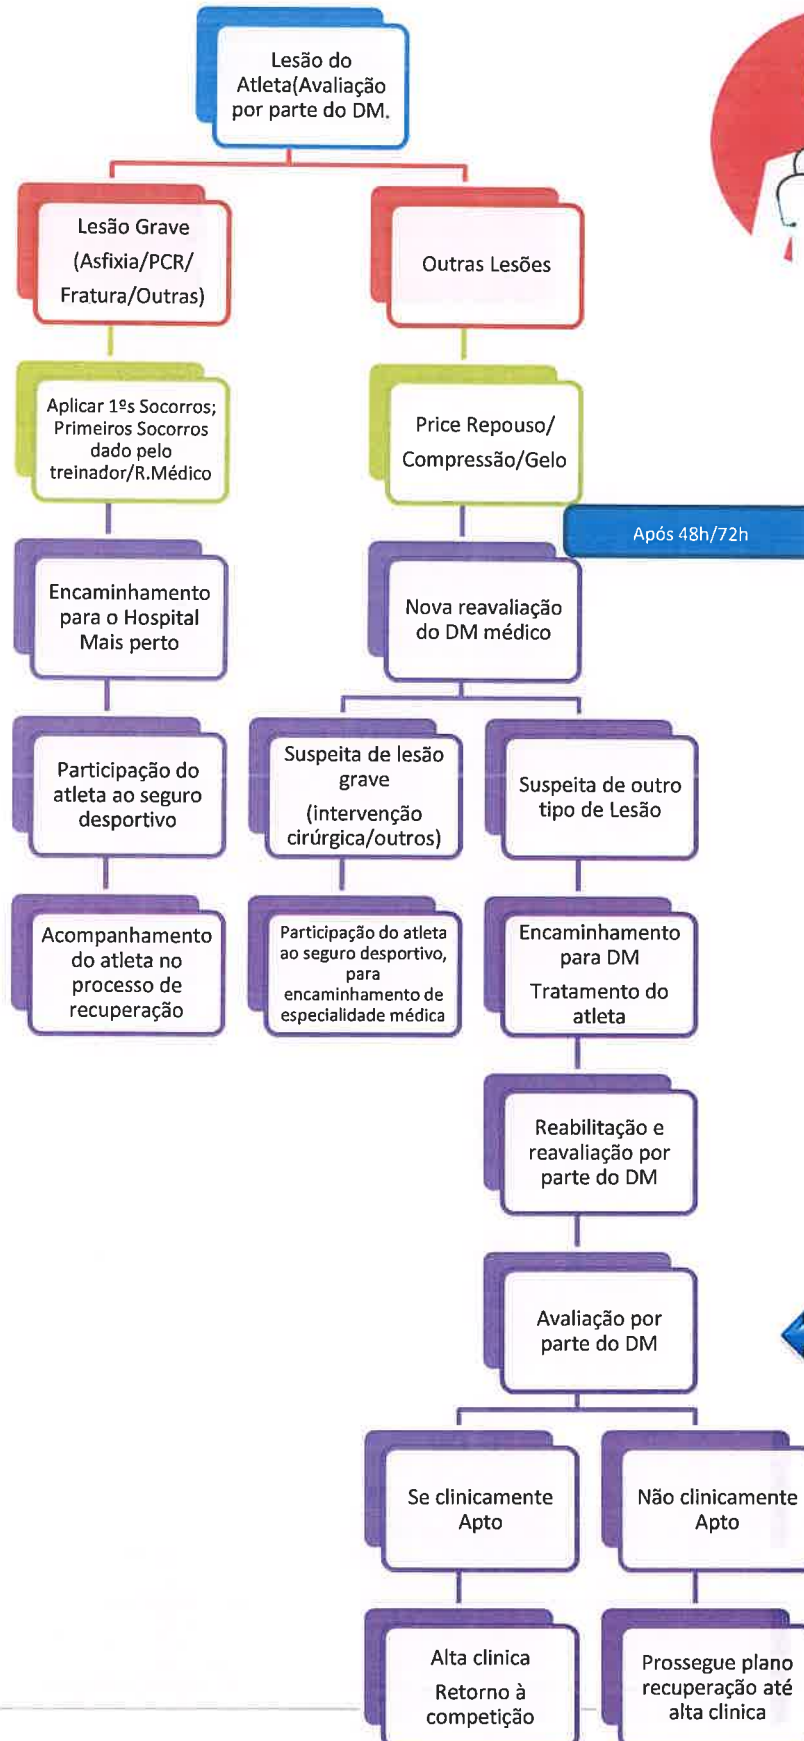 Lesão do
Atleta(Avaliação
por parte do DM.
Lesão Grave
(Asfixia/PCR/
Fratura/Outras)
Outras Lesões
Aplicar 1ºs Socorros;
Primeiros Socorros
dado pelo
treinador/R.Médico
Price Repouso/
Compressão/Gelo
Após 48h/72h
Encaminhamento
para o Hospital
Mais perto
Nova reavaliação
do DM médico
Participação do
atleta ao seguro
desportivo
Suspeita de lesão
grave
(intervenção
cirúrgica/outros)
Suspeita de outro
tipo de Lesão
Acompanhamento
do atleta no
processo de
recuperação
Participação do atleta
ao seguro desportivo,
para
encaminhamento de
especialidade médica
Encaminhamento
para DM
Tratamento do
atleta
Reabilitação e
reavaliação por
parte do DM
Avaliação por
parte do DM
Se clinicamente
Apto
Não clinicamente
Apto
Alta clinica
Retorno à
competição
Prossegue plano
recuperação até
alta clinica